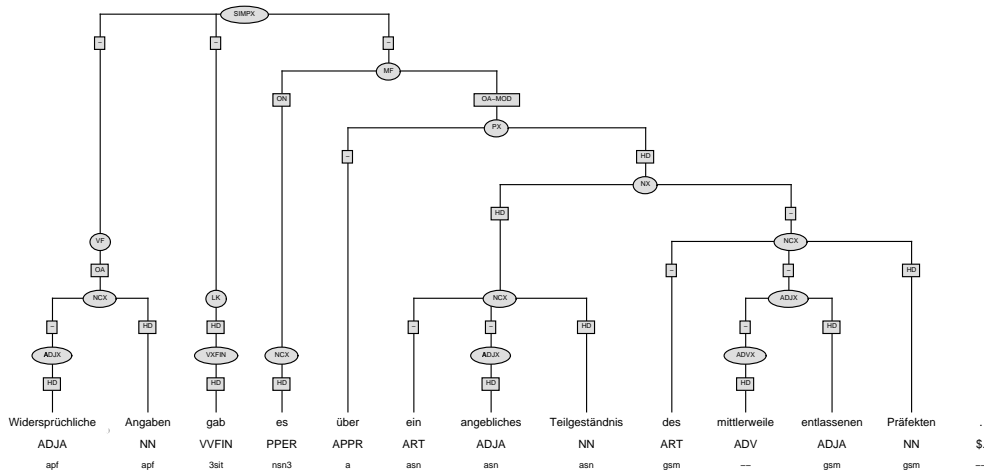 SIMPX
– – –
MF
ON OA–MOD
PX
– HD
NX
HD –
VF NCX
OA – – HD
NCX LK NCX ADJX
– HD HD – – HD – HD
ADJX VXFIN NCX ADJX ADVX
HD HD HD HD HD
Widersprüchliche Angaben gab es über ein angebliches Teilgeständnis des mittlerweile entlassenen Präfekten .
ADJA NN VVFIN PPER APPR ART ADJA NN ART ADV ADJA NN $.
apf apf 3sit nsn3 a asn asn asn gsm –– gsm gsm ––